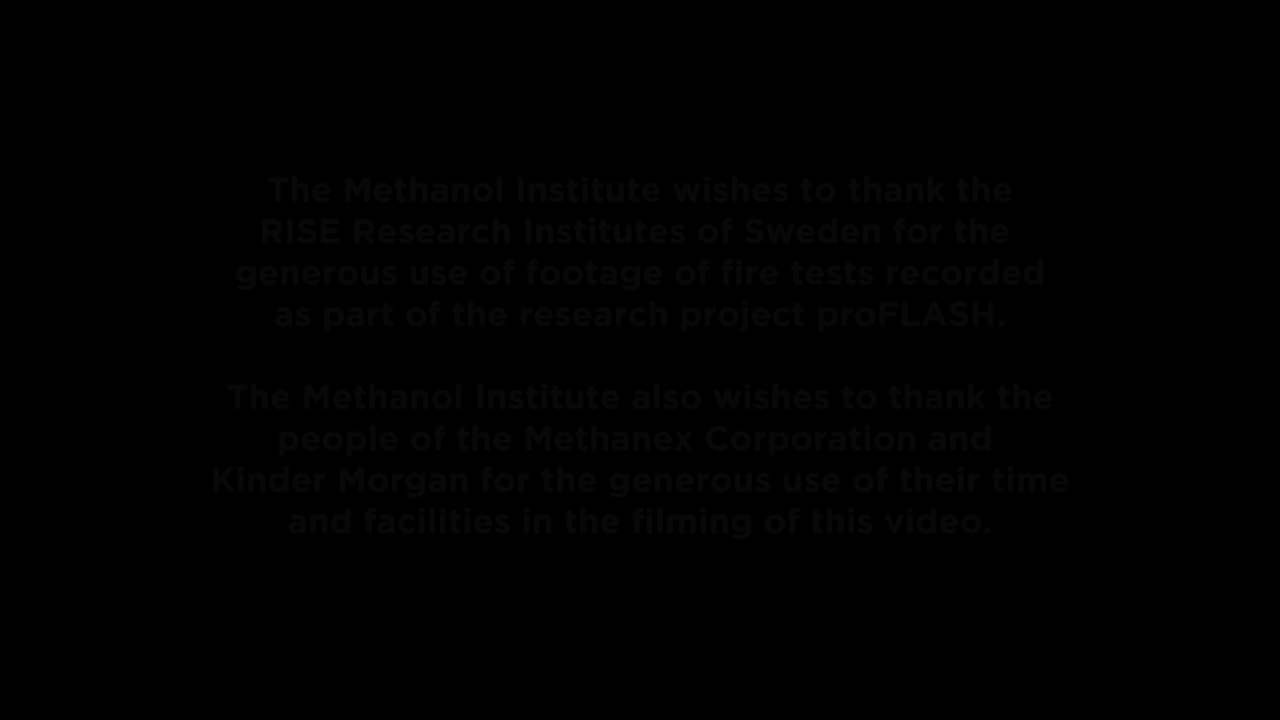 The Methanol Institute wishes to thank the
RISE Research Institutes of Sweden for the
generous use of footage of fire tests recorded
as part of the research project proFLASH.
The Methanol Institute also wishes to thank the
people of the Methanex Corporation and
Kinder Morgan for the generous use of their time
and facilities in the filming of this video.